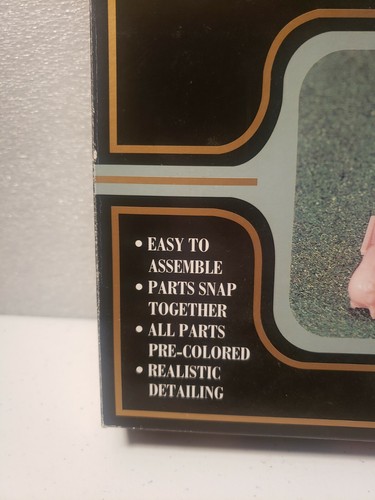 • EASY TO
ASSEMBLE
• PARTS SNAP
TOGETHER
• ALL PARTS
PRE-COLORED
• REALISTIC
DETAILING